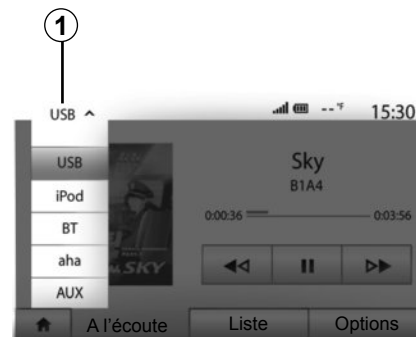 1
USB ^ --°F 15:30
USB
iPod
BT
aha
AUX
Sky
B1A4
0:00:36 0:03:56
SKY
A l'écoute Liste Options